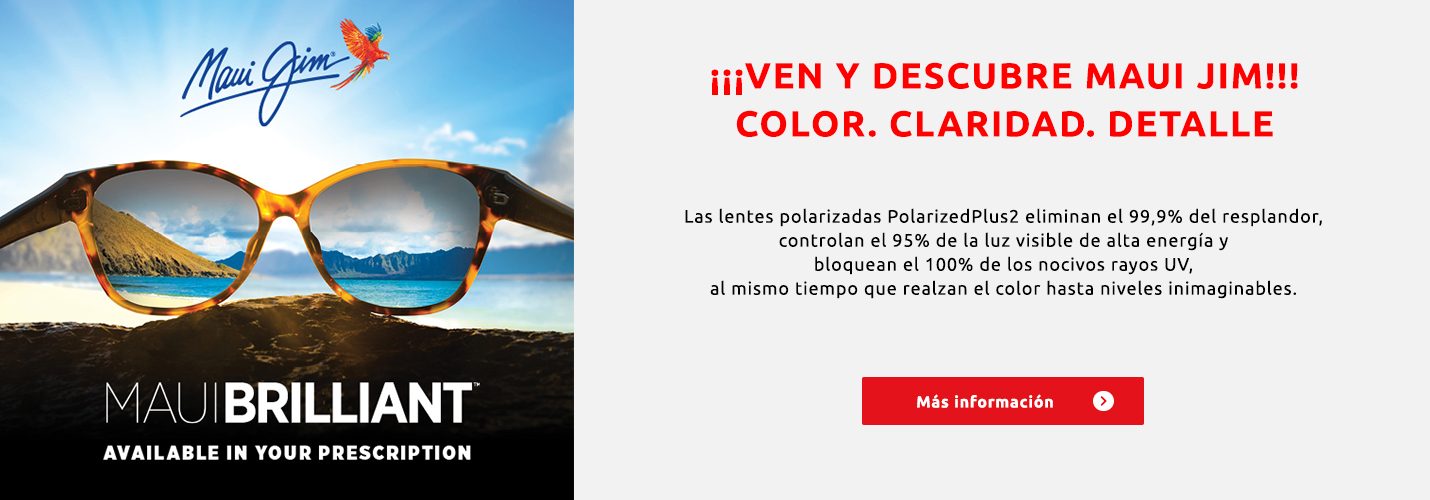 Maui Jim®
MAUIBRILLIANT™
AVAILABLE IN YOUR PRESCRIPTION
¡¡¡VEN Y DESCUBRE MAUI JIM!!!
COLOR. CLARIDAD. DETALLE
Las lentes polarizadas PolarizedPlus2 eliminan el 99,9% del resplandor,
controlan el 95% de la luz visible de alta energía y
bloquean el 100% de los nocivos rayos UV,
al mismo tiempo que realzan el color hasta niveles inimaginables.
Más información